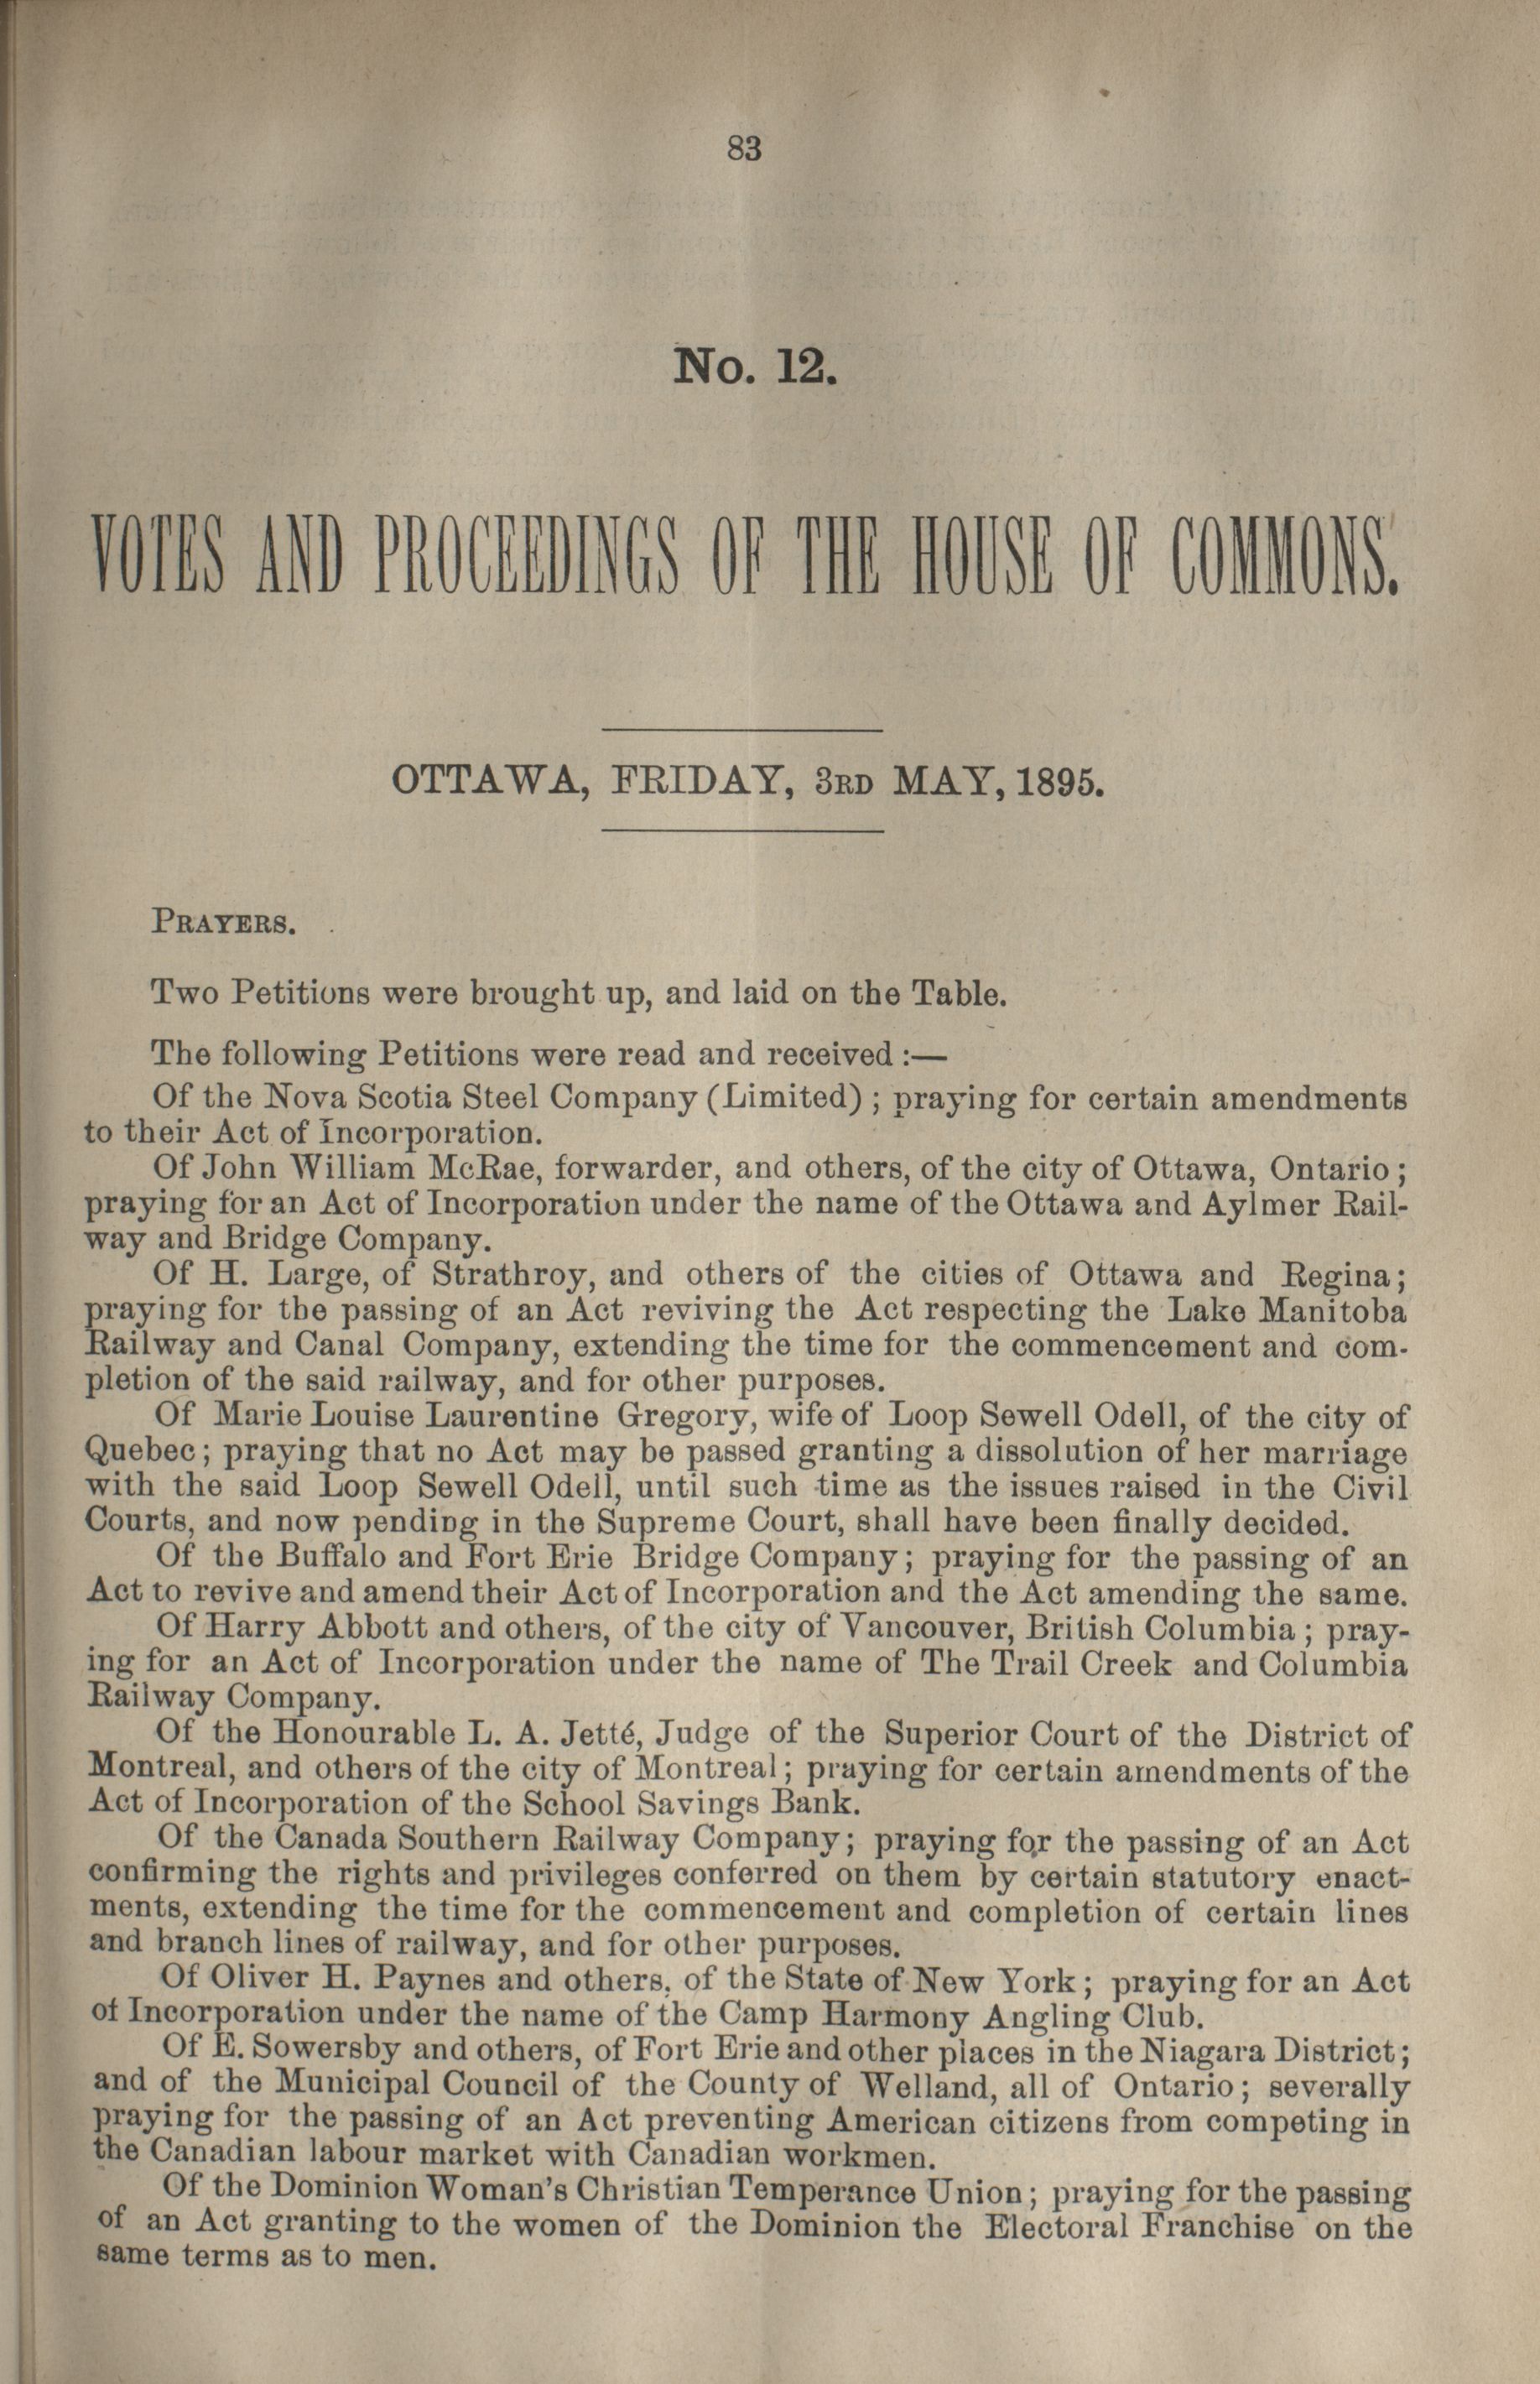 83
No. 12.
VOTES AND PROCEEDINGS OF THE HOUSE OF COMMONS.
OTTAWA, FRIDAY, 3RD MAY, 1895.
PRAYERS.
Two Petitions were brought up, and laid on the Table.
The following Petitions were read and received :—
Of the Nova Scotia Steel Company (Limited) ; praying for certain amendments
to their Act of Incorporation.
Of John William McRae, forwarder, and others, of the city of Ottawa, Ontario ;
praying for an Act of Incorporation under the name of the Ottawa and Aylmer Rail-
way and Bridge Company.
Of H. Large, of Strathroy, and others of the cities of Ottawa and Regina;
praying for the passing of an Act reviving the Act respecting the Lake Manitoba
Railway and Canal Company, extending the time for the commencement and com-
pletion of the said railway, and for other purposes.
Of Marie Louise Laurentine Gregory, wife of Loop Sewell Odell, of the city of
Quebec; praying that no Act may be passed granting a dissolution of her marriage
with the said Loop Sewell Odell, until such time as the issues raised in the Civil
Courts, and now pending in the Supreme Court, shall have been finally decided.
Of the Buffalo and Fort Erie Bridge Company; praying for the passing of an
Act to revive and amend their Act of Incorporation and the Act amending the same.
Of Harry Abbott and others, of the city of Vancouver, British Columbia ; pray-
ing for an Act of Incorporation under the name of The Trail Creek and Columbia
Railway Company.
Of the Honourable L. A. Jetté, Judge of the Superior Court of the District of
Montreal, and others of the city of Montreal; praying for certain amendments of the
Act of Incorporation of the School Savings Bank.
Of the Canada Southern Railway Company; praying for the passing of an Act
confirming the rights and privileges conferred on them by certain statutory enact-
ments, extending the time for the commencement and completion of certain lines
and branch lines of railway, and for other purposes.
Of Oliver H. Paynes and others, of the State of New York; praying for an Act
of Incorporation under the name of the Camp Harmony Angling Club.
Of E. Sowersby and others, of Fort Erie and other places in the Niagara District;
and of the Municipal Council of the County of Welland, all of Ontario; severally
praying for the passing of an Act preventing American citizens from competing in
the Canadian labour market with Canadian workmen.
Of the Dominion Woman's Christian Temperance Union; praying for the passing
of an Act granting to the women of the Dominion the Electoral Franchise on the
same terms as to men.